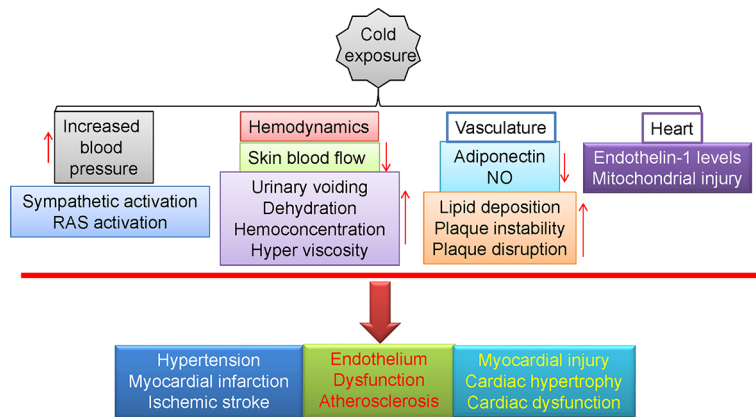 Cold
exposure
Increased
blood
pressure
Sympathetic activation
RAS activation
Hemodynamics
Skin blood flow
Urinary voiding
Dehydration
Hemoconcentration
Hyper viscosity
Vasculature
Adiponectin
NO
Lipid deposition
Plaque instability
Plaque disruption
Heart
Endothelin-1 levels
Mitochondrial injury
Hypertension
Myocardial infarction
Ischemic stroke
Endothelium
Dysfunction
Atherosclerosis
Myocardial injury
Cardiac hypertrophy
Cardiac dysfunction